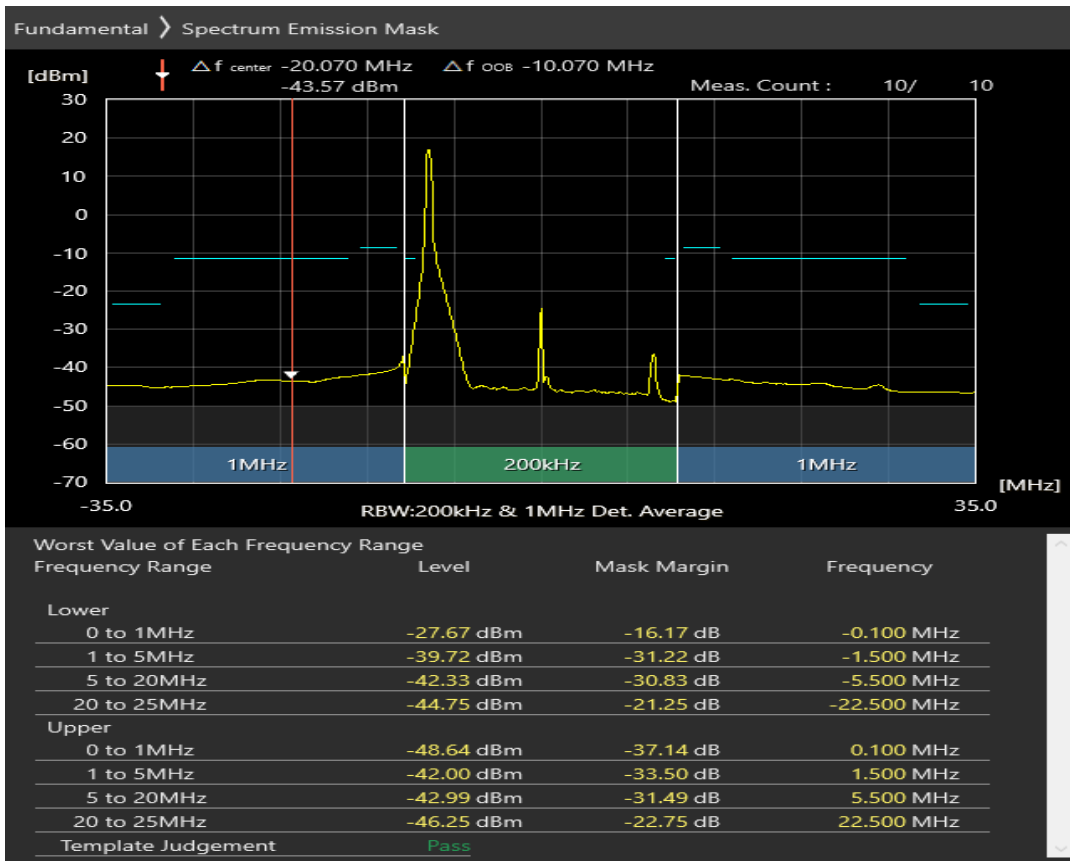 Fundamental ❯ Spectrum Emission Mask
[dBm] Δf center -20.070 MHz Δf OOB -10.070 MHz
-43.57 dBm Meas. Count : 10/ 10
30
20
10
0
-10
-20
-30
-40
-50
-60
1MHz 200kHz 1MHz
-70
[MHz]
-35.0 RBW:200kHz & 1MHz Det. Average 35.0
Worst Value of Each Frequency Range
Frequency Range Level Mask Margin Frequency
Lower
0 to 1MHz -27.67 dBm -16.17 dB -0.100 MHz
1 to 5MHz -39.72 dBm -31.22 dB -1.500 MHz
5 to 20MHz -42.33 dBm -30.83 dB -5.500 MHz
20 to 25MHz -44.75 dBm -21.25 dB -22.500 MHz
Upper
0 to 1MHz -48.64 dBm -37.14 dB 0.100 MHz
1 to 5MHz -42.00 dBm -33.50 dB 1.500 MHz
5 to 20MHz -42.99 dBm -31.49 dB 5.500 MHz
20 to 25MHz -46.25 dBm -22.75 dB 22.500 MHz
Template Judgement Pass